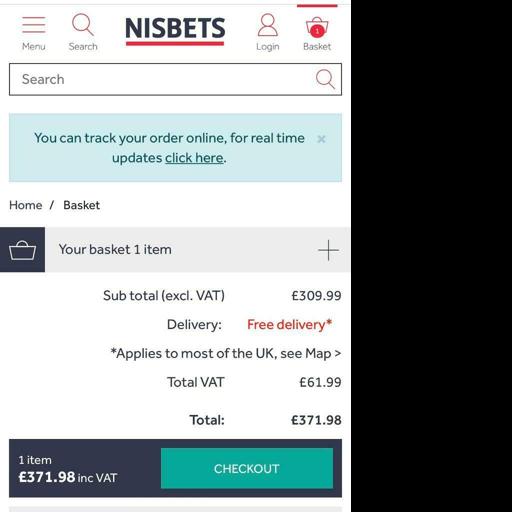 NISBETS
Menu
Search
Login
1
Basket
Search
You can track your order online, for real time
updates click here.
×
Home / Basket
Your basket 1 item
Sub total (excl. VAT) £309.99
Delivery: Free delivery*
*Applies to most of the UK, see Map >
Total VAT £61.99
Total: £371.98
1 item
£371.98 inc VAT
CHECKOUT